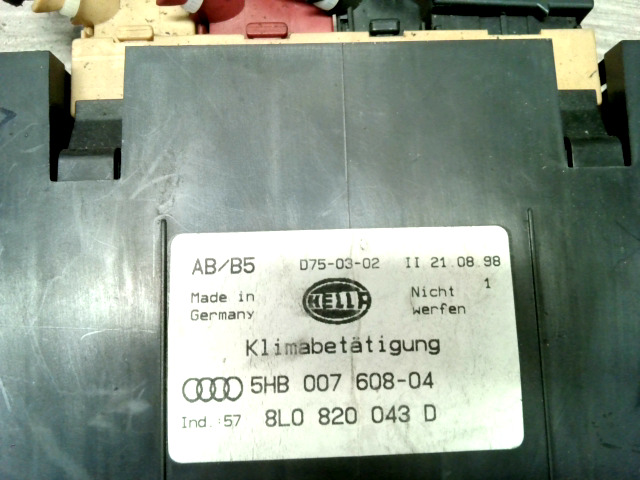 AB/B5 D75-03-02 II 21.08.98
Made in Germany
HELLA
Nicht werfen
1
Klimabetätigung
5HB 007 608-04
Ind.:57 8L0 820 043 D